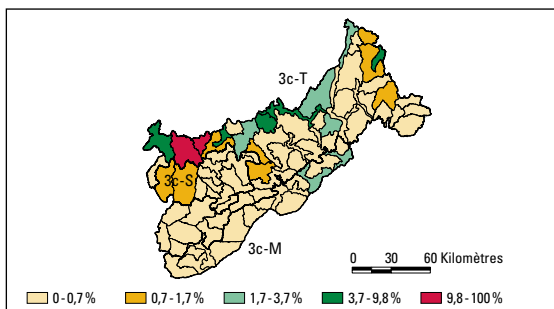 3c-T
3c-S
3c-M
0 30 60 Kilomètres
0 - 0,7 % 0,7 - 1,7 % 1,7 - 3,7 % 3,7 - 9,8 % 9,8 - 100 %